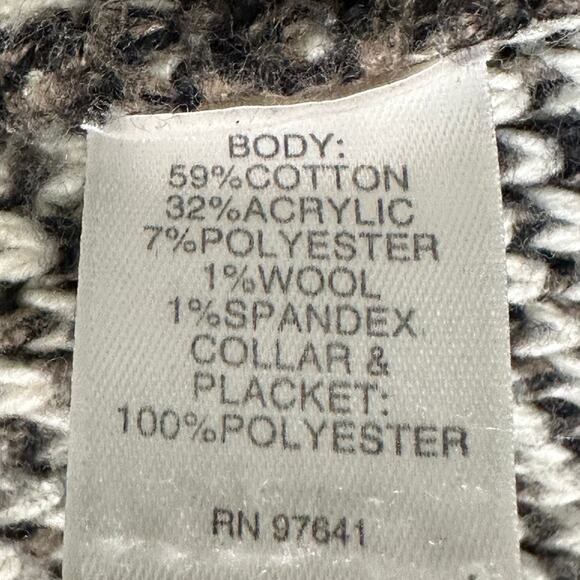 BODY:
59%COTTON
32%ACRYLIC
7%POLYESTER
1%WOOL
1%SPANDEX
COLLAR &
PLACKET:
100%POLYESTER
RN 97641